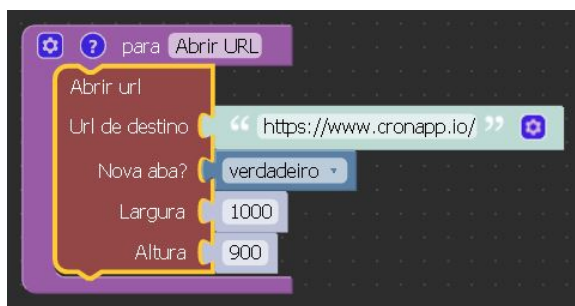 ? para Abrir URL
Abrir url
Url de destino “ https://www.cronapp.io/ ”
Nova aba? verdadeiro
Largura 1000
Altura 900